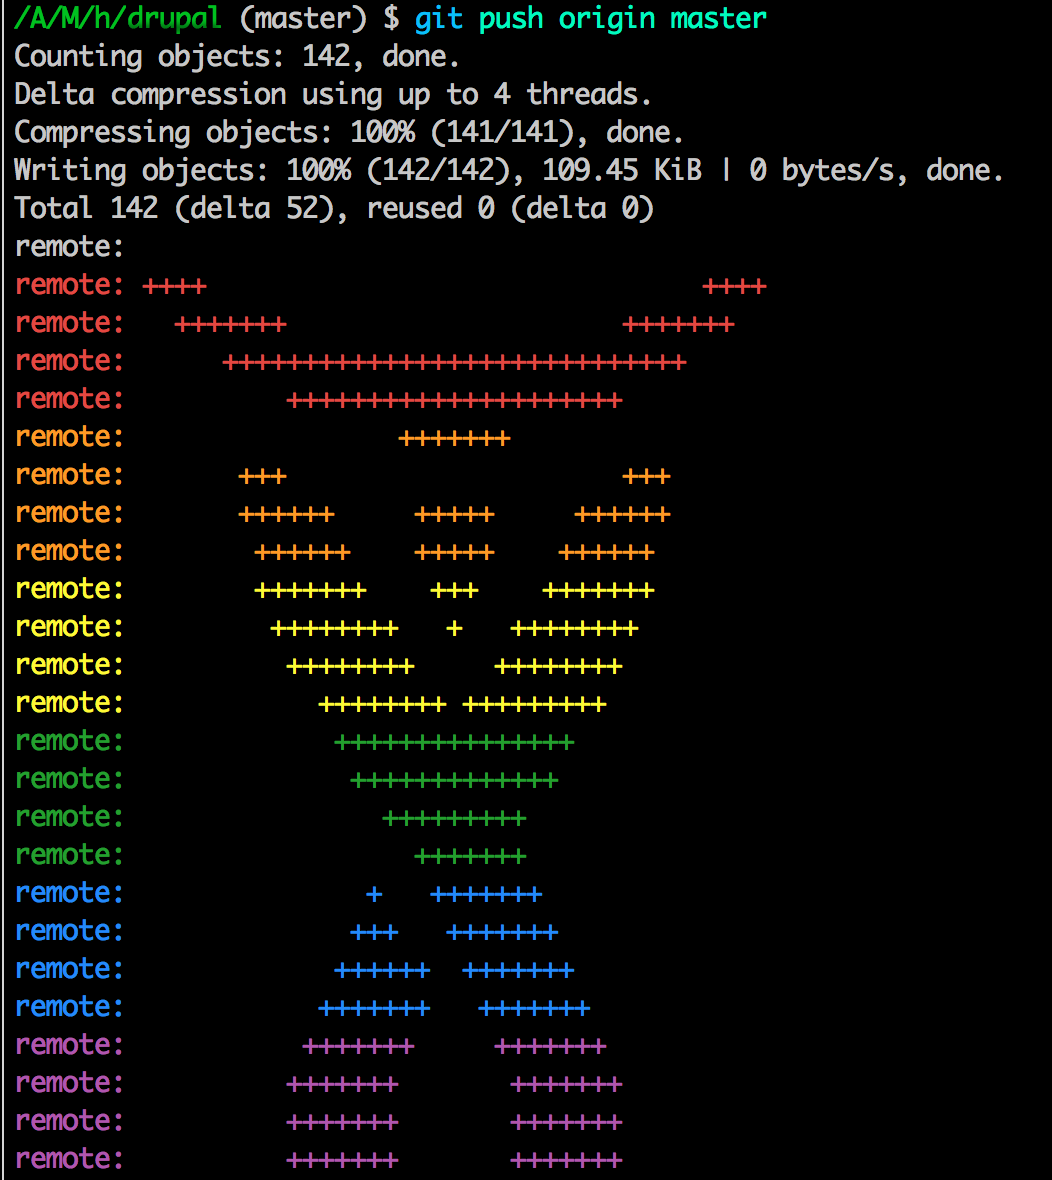 /A/M/h/drupal (master) $ git push origin master
Counting objects: 142, done.
Delta compression using up to 4 threads.
Compressing objects: 100% (141/141), done.
Writing objects: 100% (142/142), 109.45 KiB | 0 bytes/s, done.
Total 142 (delta 52), reused 0 (delta 0)
remote:
remote: ++++                               ++++
remote:   +++++++                     +++++++
remote:      +++++++++++++++++++++++++++++
remote:          +++++++++++++++++++++
remote:                 +++++++
remote:       +++                     +++
remote:       ++++++     +++++     ++++++
remote:        ++++++    +++++    ++++++
remote:        +++++++    +++    +++++++
remote:         ++++++++   +   ++++++++
remote:          ++++++++     ++++++++
remote:            ++++++++ +++++++++
remote:             +++++++++++++++
remote:              +++++++++++++
remote:                +++++++++
remote:                  +++++++
remote:               +   +++++++
remote:              +++   +++++++
remote:             ++++++  +++++++
remote:            +++++++   +++++++
remote:           +++++++     +++++++
remote:          +++++++       +++++++
remote:          +++++++       +++++++
remote:          +++++++       +++++++